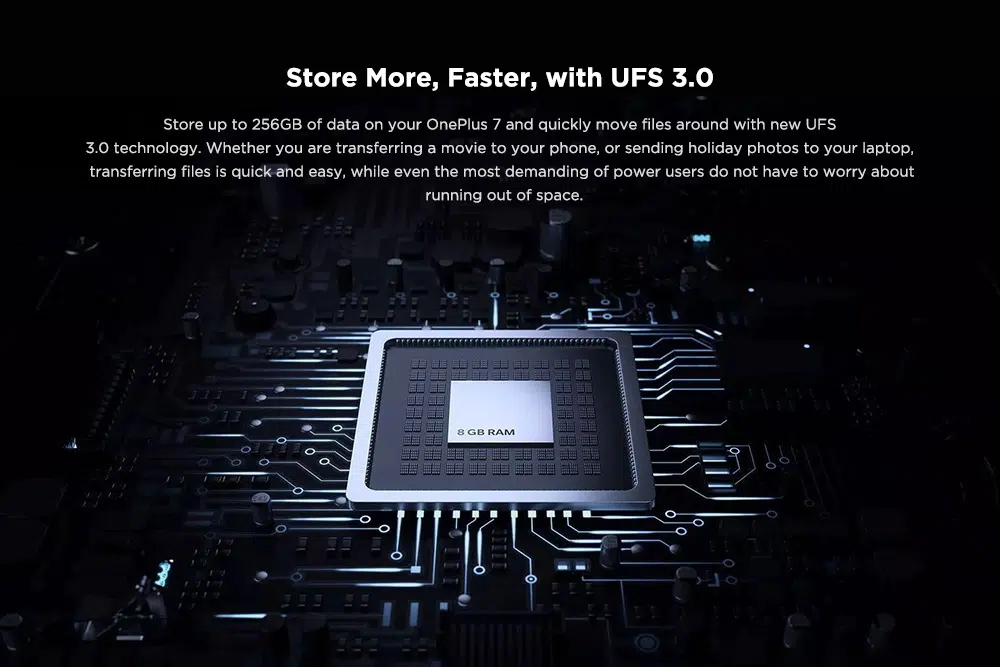 Store More, Faster, with UFS 3.0
Store up to 256GB of data on your OnePlus 7 and quickly move files around with new UFS
3.0 technology. Whether you are transferring a movie to your phone, or sending holiday photos to your laptop,
transferring files is quick and easy, while even the most demanding of power users do not have to worry about
running out of space.
8 GB RAM